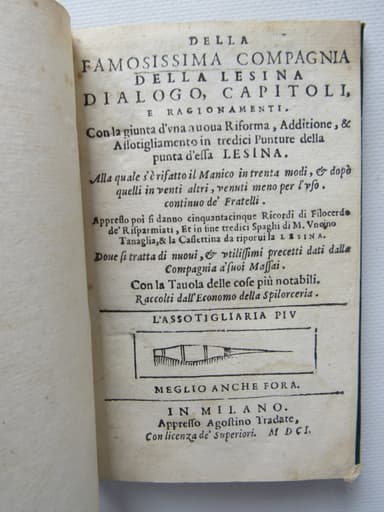 DELLA
FAMOSISSIMA COMPAGNIA
DELLA LESINA
DIALOGO, CAPITOLI,
E RAGIONAMENTI.
Con la giunta d'vna nuoua Riforma, Additione, &
Assotigliamento in tredici Punture della
punta d'essa LESINA.
Alla quale s'è rifatto il Manico in trenta modi, & dopò
quelli in venti altri, venuti meno per l'vso
continuo de' Fratelli.
Appresso poi si danno cinquantacinque Ricordi di Filocerdo
de' Risparmiati, Et in fine tredici Spaghi di M. Vncino
Tanaglia, & la Cassettina da riporui la LESINA.
Doue si tratta di nuoui, & vtilissimi precetti dati dalla
Compagnia a'suoi Massai.
Con la Tauola delle cose più notabili.
Raccolti dall'Economo della Spilorceria.
L'ASSOTIGLIARLA PIV
MEGLIO ANCHE FORA.
IN MILANO.
Appresso Agostino Tradate,
Con licenza de' Superiori. MDCI.